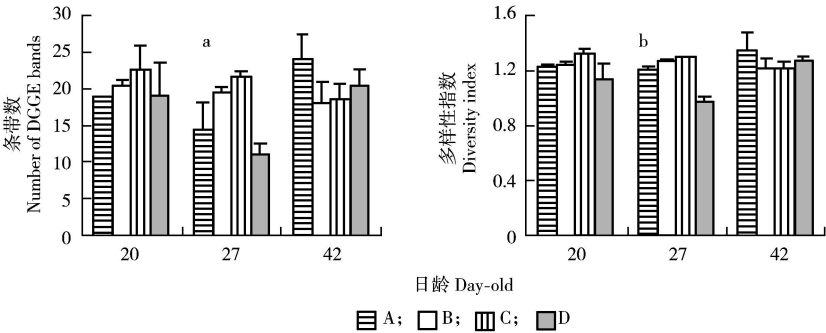 条带数
Number of DGGE bands
30
25
20
15
10
5
0
a
20 27 42
多样性指数
Diversity index
1.6
1.2
0.8
0.4
0
b
20 27 42
日龄 Day-old
A; B; C; D